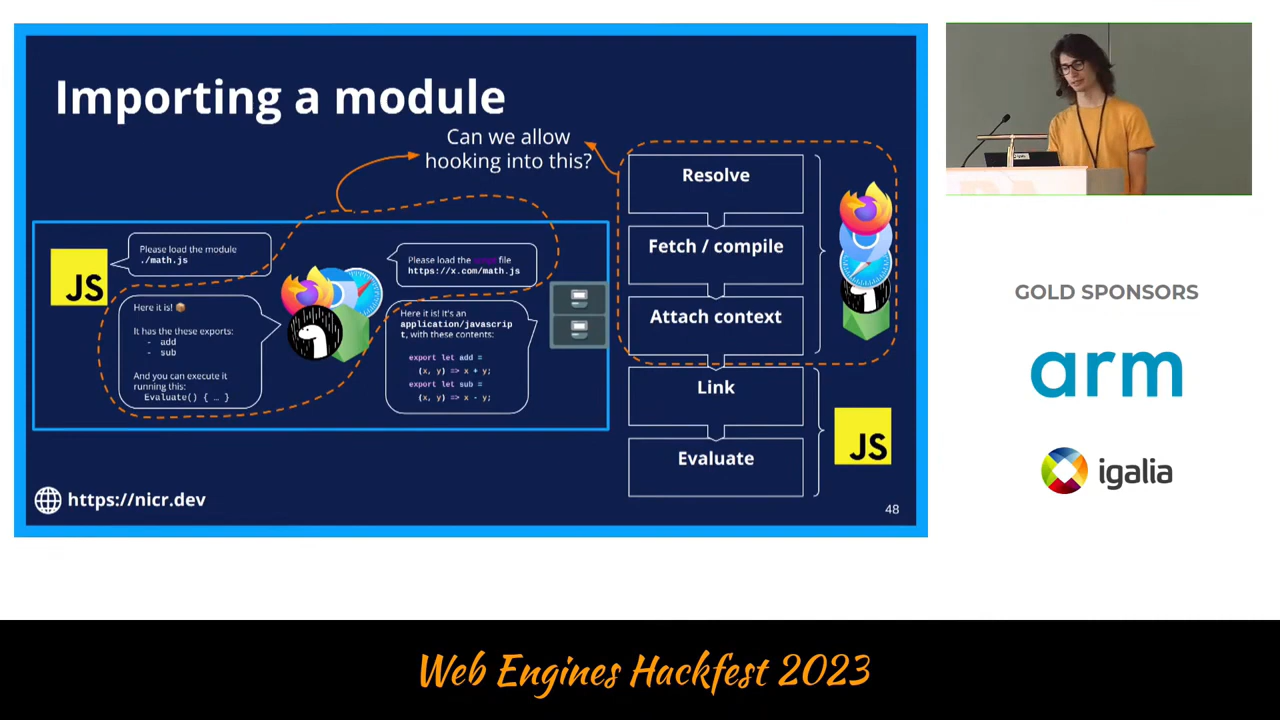 Importing a module
Can we allow
hooking into this?
JS
Please load the module
./math.js
Here it is! 📦
It has the these exports:
- add
- sub
And you can execute it
running this:
Evaluate() { … }
Please load the file
https://x.com/math.js
Here it is! It's an
application/javascrip
t, with these contents:
export let add =
(x, y) => x + y;
export let sub =
(x, y) => x - y;
Resolve
Fetch / compile
Attach context
Link
Evaluate
JS
https://nicr.dev
48
GOLD SPONSORS
arm
igalia
Web Engines Hackfest 2023